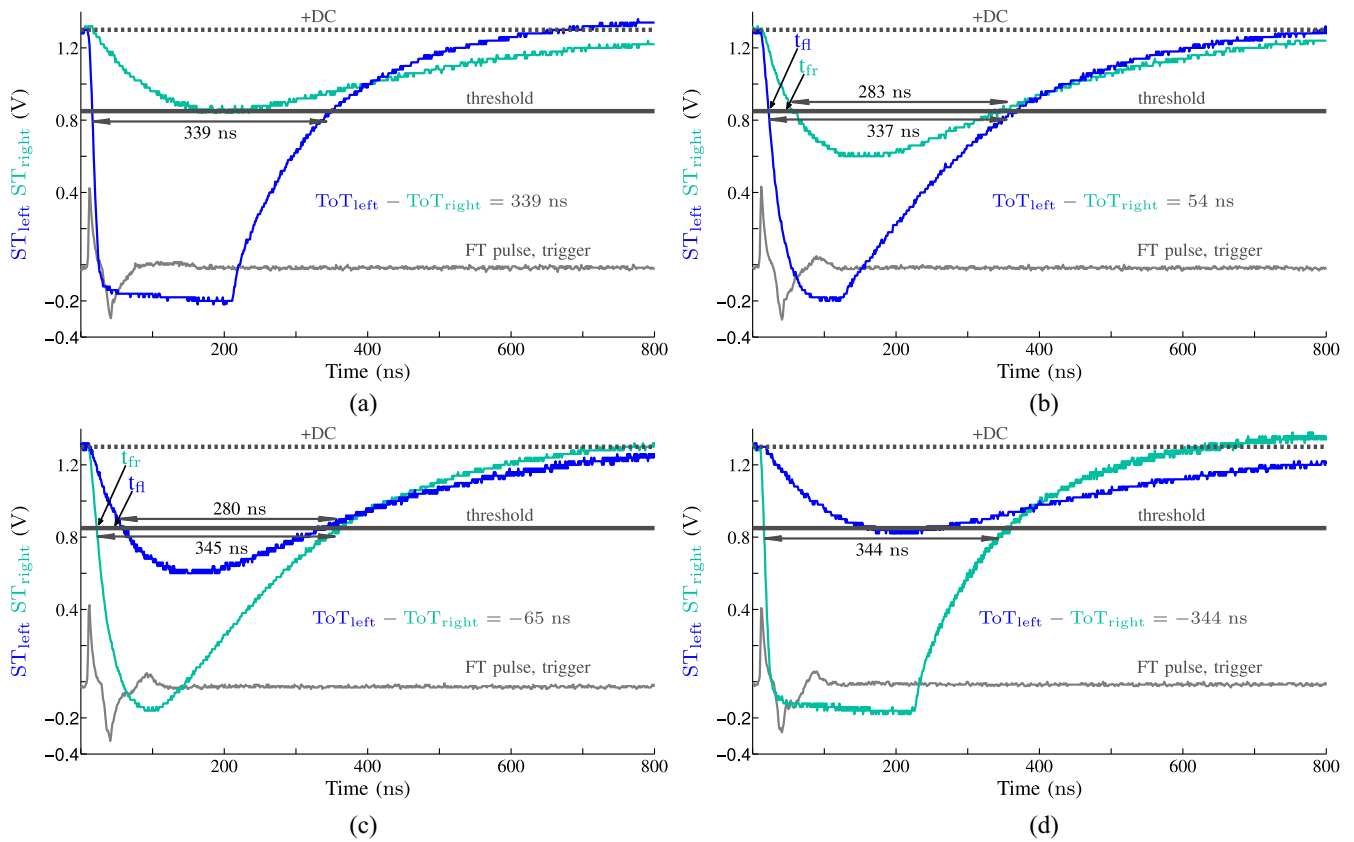 +DC
1.2
0.8
0.4
−0.2
−0.4
ST_left ST_right (V)
threshold
339 ns
ToT_left − ToT_right = 339 ns
FT pulse, trigger
200
400
600
800
Time (ns)
(a)
+DC
1.2
0.8
0.4
−0.2
−0.4
ST_left ST_right (V)
t_fl
t_fr
283 ns
threshold
337 ns
ToT_left − ToT_right = 54 ns
FT pulse, trigger
200
400
600
800
Time (ns)
(b)
+DC
1.2
0.8
0.4
−0.2
−0.4
ST_left ST_right (V)
t_fr
t_fl
280 ns
threshold
345 ns
ToT_left − ToT_right = −65 ns
FT pulse, trigger
200
400
600
800
Time (ns)
(c)
+DC
1.2
0.8
0.4
−0.2
−0.4
ST_left ST_right (V)
threshold
344 ns
ToT_left − ToT_right = −344 ns
FT pulse, trigger
200
400
600
800
Time (ns)
(d)